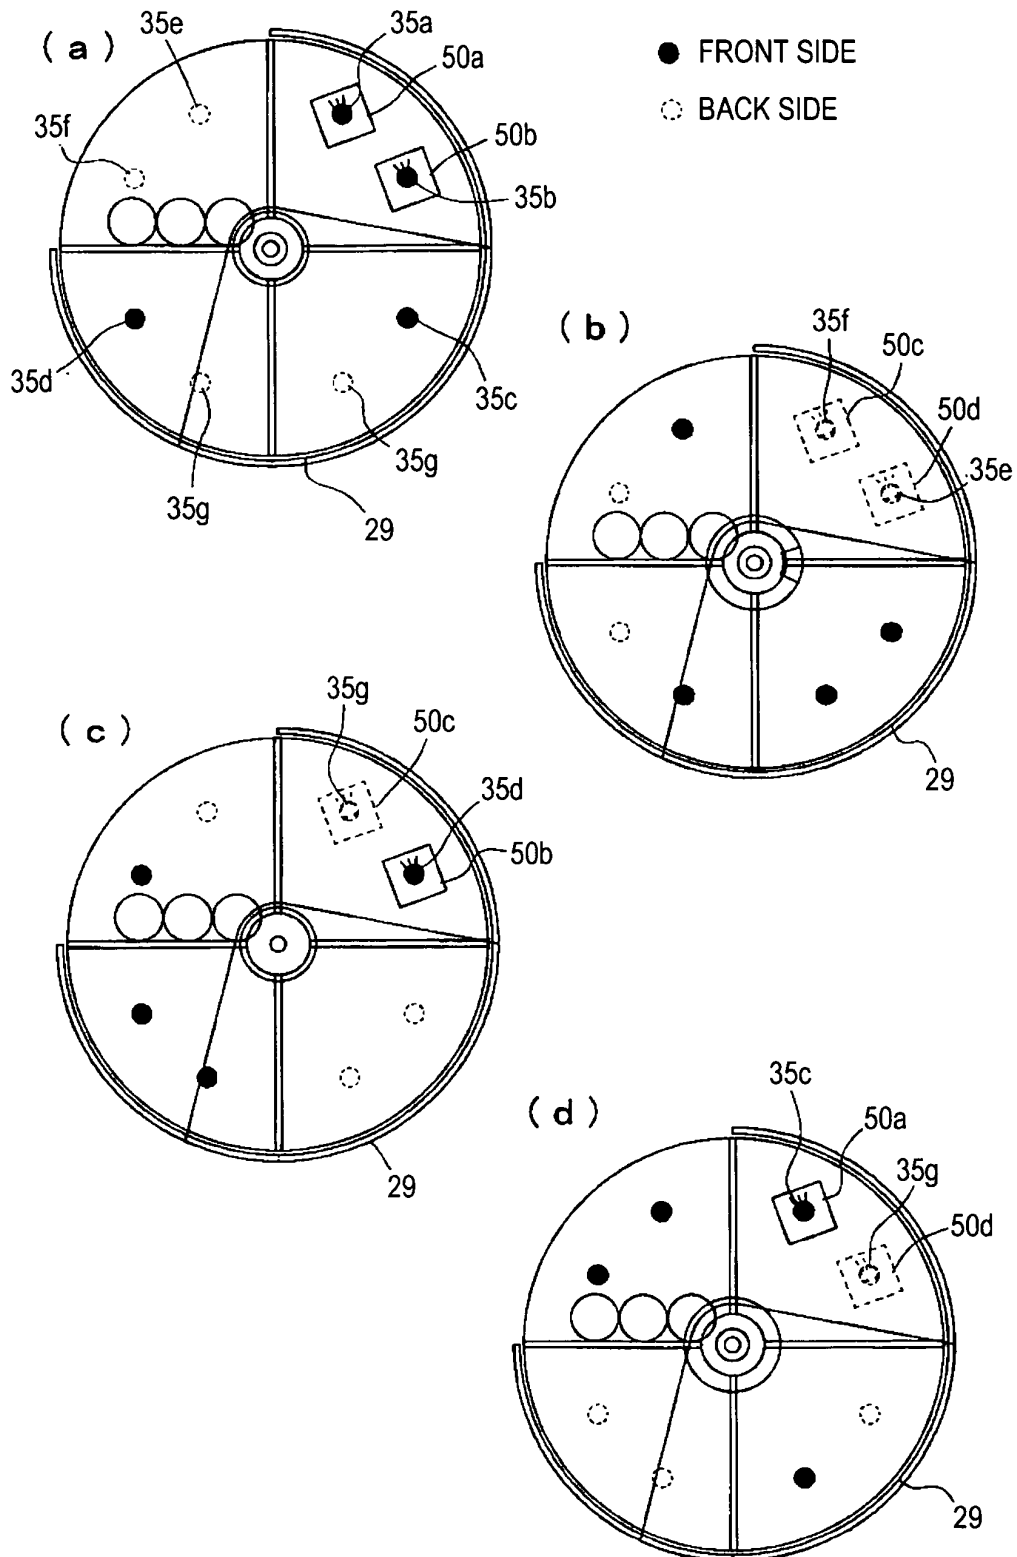 (a)
35e
35a
50a
35f
50b
35b
35d
35c
35g
35g
29
FRONT SIDE
BACK SIDE
(b)
35f
50c
50d
35e
29
(c)
35g
50c
35d
50b
29
(d)
35c
50a
35g
50d
29